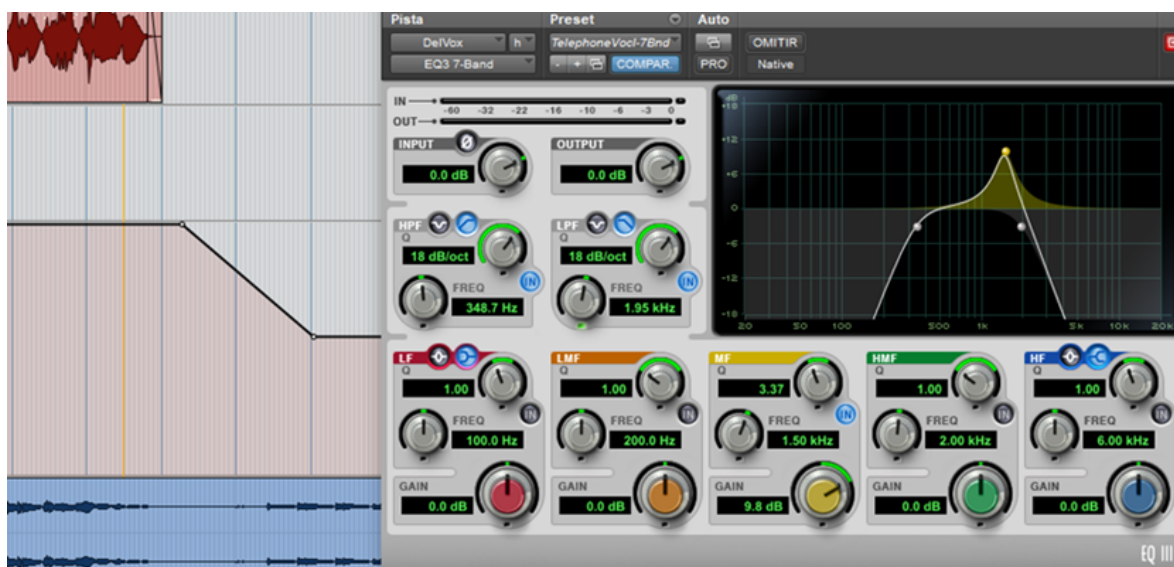 Pista Preset Auto
DelVox h TelephoneVocl-7Bnd OMITIR
EQ3 7-Band - + COMPAR. PRO Native
IN -60 -32 -22 -16 -10 -6 -3 0
OUT
INPUT Ø OUTPUT
0.0 dB 0.0 dB
HPF LPF
Q Q
18 dB/oct 18 dB/oct
IN IN
FREQ FREQ
348.7 Hz 1.95 kHz
dB
+18
+12
+6
0
-6
-12
-18
20 50 100 500 1k 5k 10k 20k
LF LMF MF HMF HF
Q Q Q Q Q
1.00 1.00 3.37 1.00 1.00
IN IN IN IN IN
FREQ FREQ FREQ FREQ FREQ
100.0 Hz 200.0 Hz 1.50 kHz 2.00 kHz 6.00 kHz
GAIN GAIN GAIN GAIN GAIN
0.0 dB 0.0 dB 9.8 dB 0.0 dB 0.0 dB
EQ III